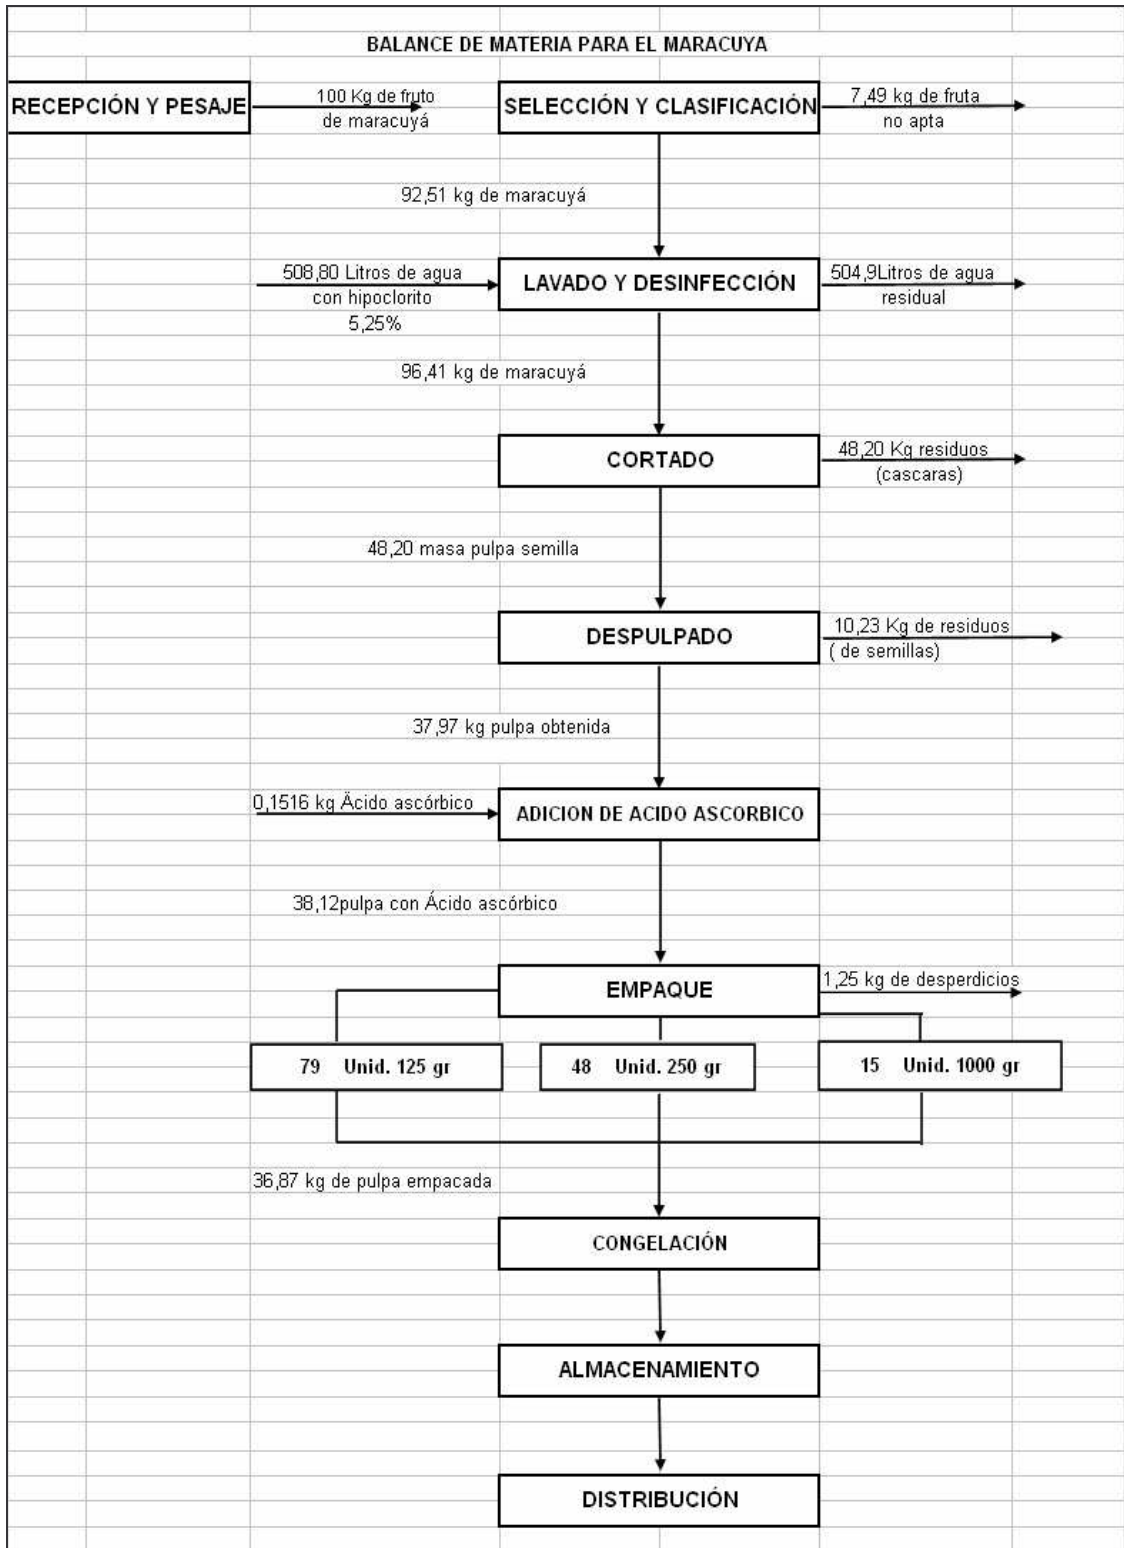 BALANCE DE MATERIA PARA EL MARACUYA
RECEPCIÓN Y PESAJE
100 Kg de fruto
de maracuyá
SELECCIÓN Y CLASIFICACIÓN
7,49 kg de fruta
no apta
92,51 kg de maracuyá
508,80 Litros de agua
con hipoclorito
5,25%
LAVADO Y DESINFECCIÓN
504,9Litros de agua
residual
96,41 kg de maracuyá
CORTADO
48,20 Kg residuos
(cascaras)
48,20 masa pulpa semilla
DESPULPADO
10,23 Kg de residuos
( de semillas)
37,97 kg pulpa obtenida
0,1516 kg Äcido ascórbico
ADICION DE ACIDO ASCORBICO
38,12pulpa con Ácido ascórbico
EMPAQUE
1,25 kg de desperdicios
79 Unid. 125 gr
48 Unid. 250 gr
15 Unid. 1000 gr
36,87 kg de pulpa empacada
CONGELACIÓN
ALMACENAMIENTO
DISTRIBUCIÓN